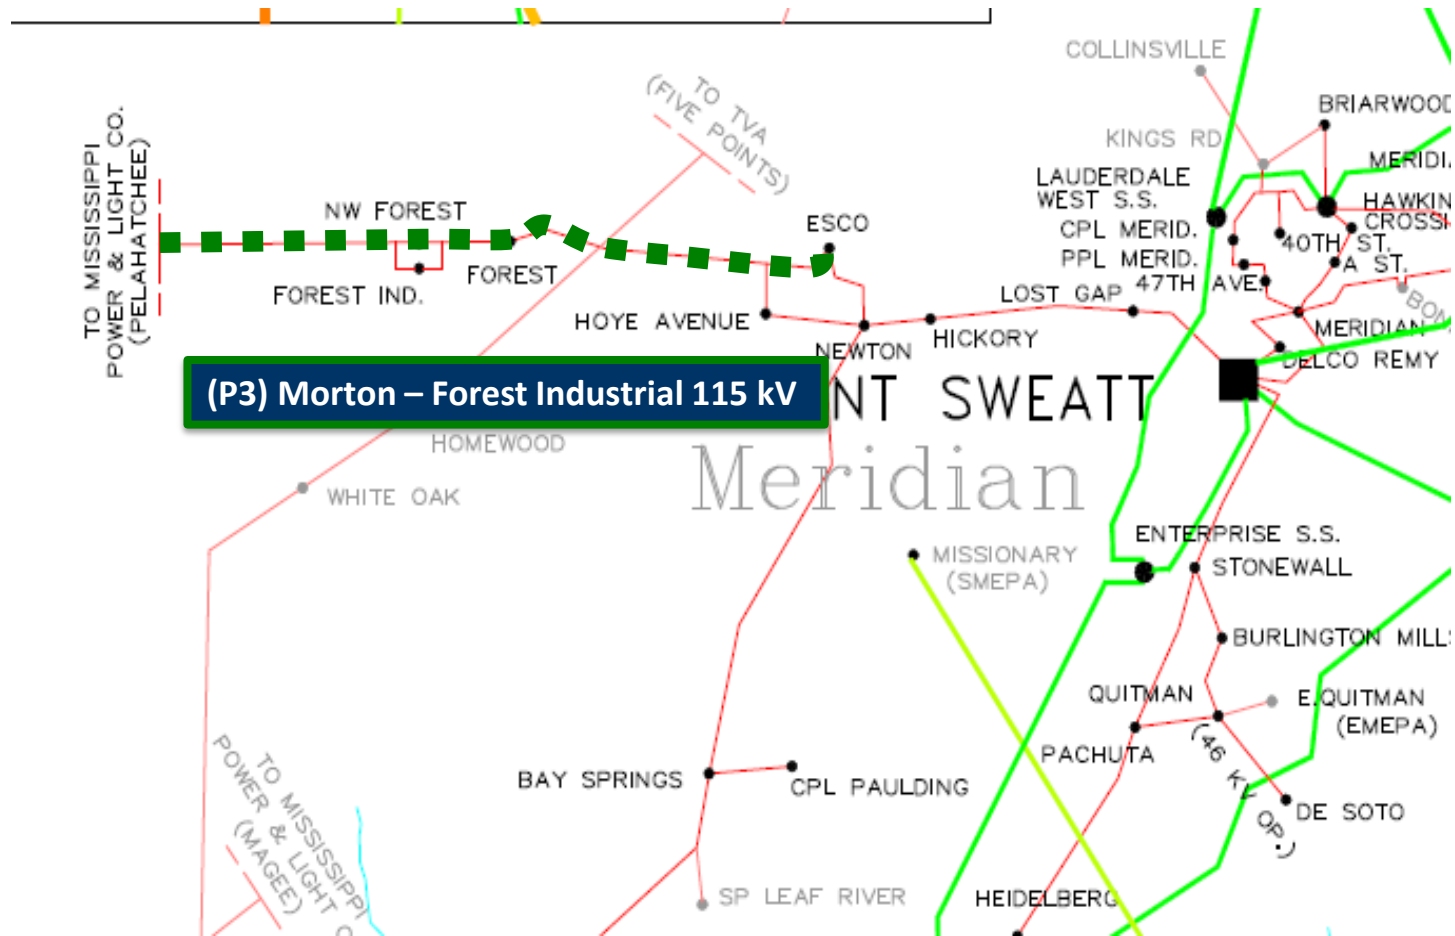 COLLINSVILLE
BRIARWOOD
TO TVA
(FIVE POINTS)
KINGS RD
TO MISSISSIPPI
POWER & LIGHT CO.
(PELAHATCHEE)
LAUDERDALE
WEST S.S.
HAWKIN
CROSSI
NW FOREST
ESCO
CPL MERID.
40TH ST.
PPL MERID.
A ST.
FOREST
FOREST IND.
47TH AVE.
LOST GAP
HOYE AVENUE
HICKORY
MERIDIAN
NEWTON
DELCO REMY
(P3) Morton – Forest Industrial 115 kV
NT SWEATT
HOMEWOOD
Meridian
WHITE OAK
ENTERPRISE S.S.
MISSIONARY
(SMEPA)
STONEWALL
BURLINGTON MILLS
QUITMAN
E.QUITMAN
(EMEPA)
PACHUTA
(46 KV OP.)
TO MISSISSIPPI
POWER & LIGHT C
(MAGEE)
BAY SPRINGS
CPL PAULDING
DE SOTO
SP LEAF RIVER
HEIDELBERG